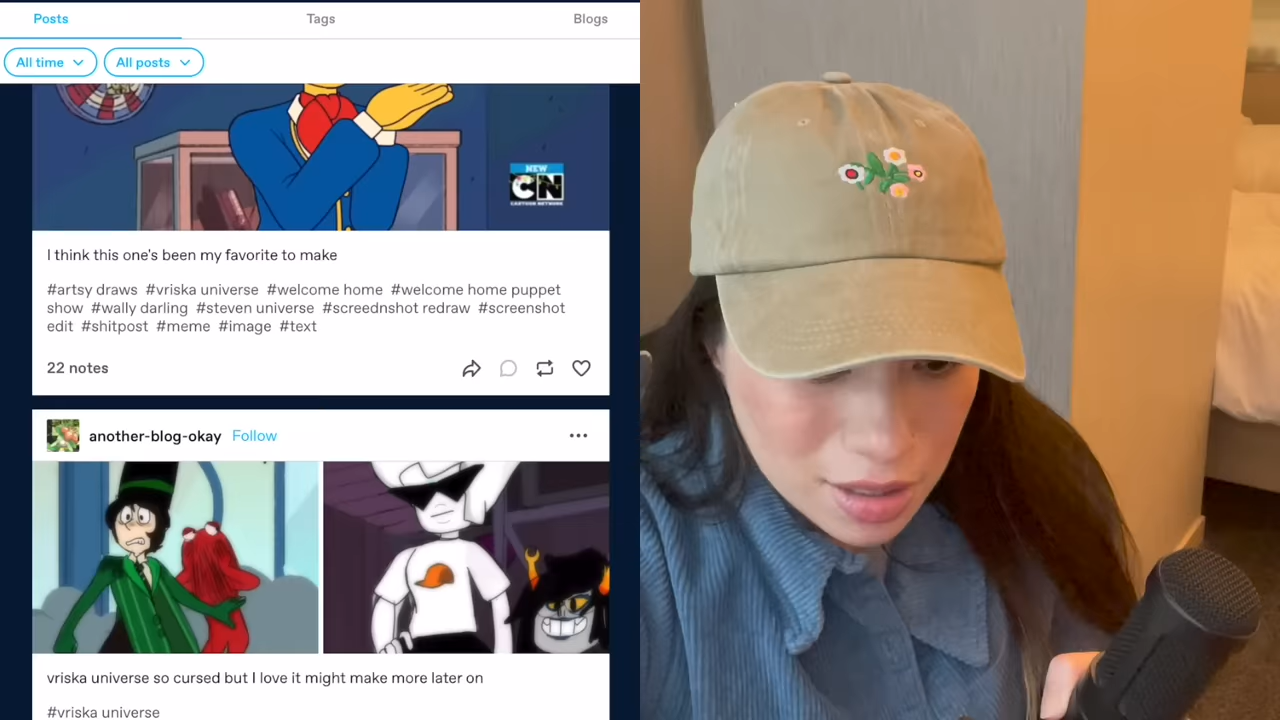 Posts Tags Blogs
All time All posts
NEW
CN
CARTOON NETWORK
I think this one's been my favorite to make
#artsy draws #vriska universe #welcome home #welcome home puppet
show #wally darling #steven universe #screednshot redraw #screenshot
edit #shitpost #meme #image #text
22 notes
another-blog-okay Follow
vriska universe so cursed but I love it might make more later on
#vriska universe